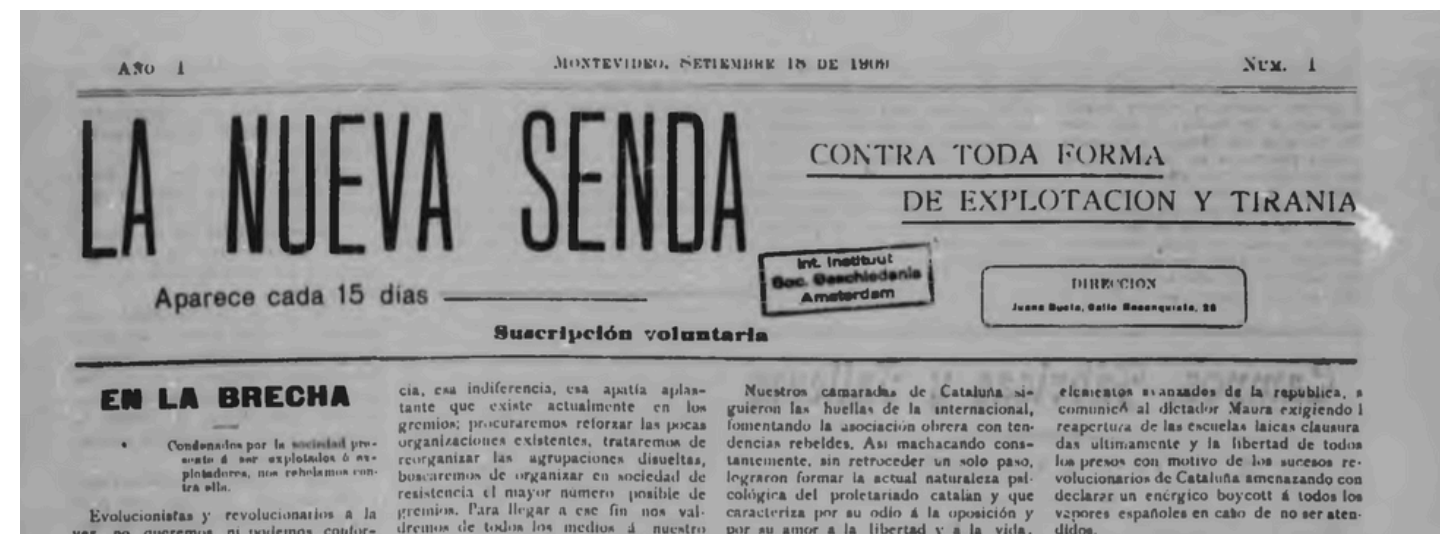 AÑO 1
MONTEVIDEO, SETIEMBRE 18 DE 1909
NUM. 1
LA NUEVA SENDA
CONTRA TODA FORMA
DE EXPLOTACION Y TIRANIA
Aparece cada 15 días
Int. Instituut
Soc. Geschiedenis
Amsterdam
DIRECCION
Juana Buela, Calle 28
Suscripción voluntaria
EN LA BRECHA
Condenados por la sociedad pre-
sente á ser explotados ó ex-
plotadores, nos rebelamos con-
tra ella.
Evolucionistas y revolucionarios a la
vez, no queremos ni podemos confor-
cia, esa indiferencia, esa apatía aplas-
tante que existe actualmente en los
gremios; procuraremos reforzar las pocas
organizaciones existentes, trataremos de
reorganizar las agrupaciones disueltas,
buscaremos de organizar en sociedad de
resistencia el mayor numero posible de
gremios. Para llegar a ese fin nos val-
dremos de todos los medios á nuestro
Nuestros camaradas de Cataluña si-
guieron las huellas de la internacional,
fomentando la asociación obrera con ten-
dencias rebeldes. Asi machacando cons-
tantemente, sin retroceder un solo paso,
lograron formar la actual naturaleza psi-
cológica del proletariado catalan y que
caracteriza por su odio á la oposición y
por su amor a la libertad y a la vida.
elementos avanzados de la republica, s
comunicó al dictador Maura exigiendo l
reapertura de las escuelas laicas clausura
das ultimamente y la libertad de todos
los presos con motivo de los sucesos re-
volucionarios de Cataluña amenazando con
declarar un enérgico boycott á todos los
vapores españoles en caso de no ser aten-
didos.